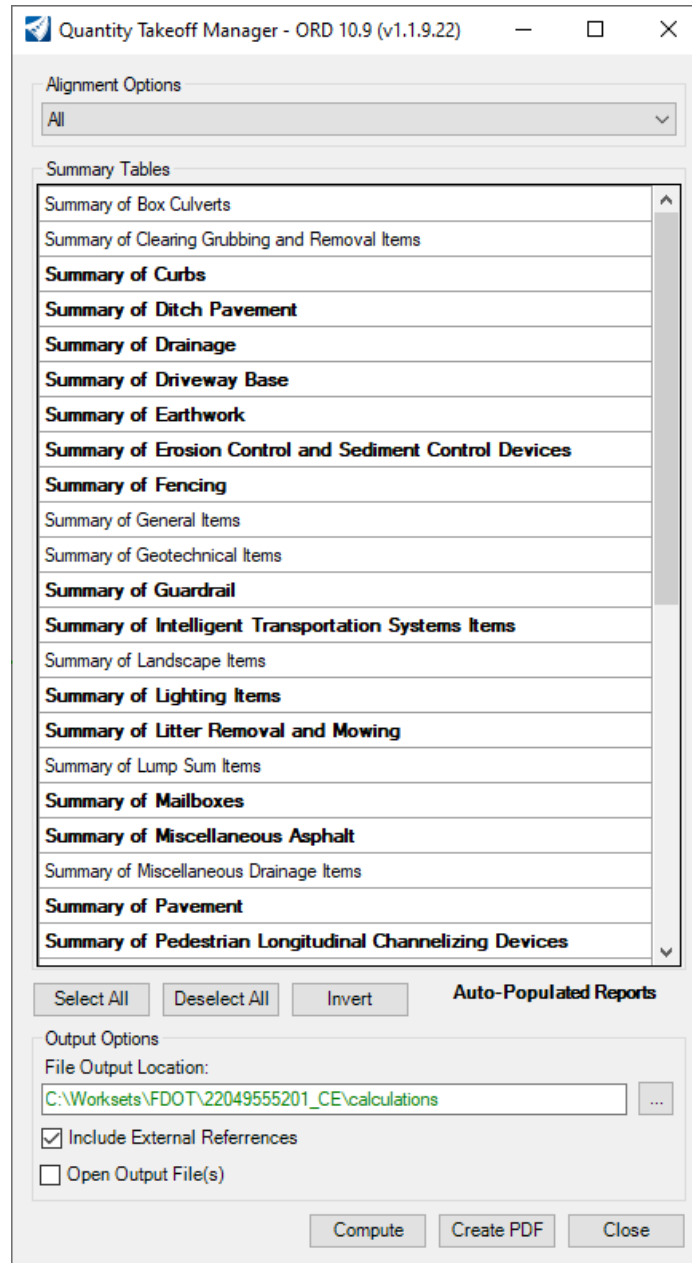 Quantity Takeoff Manager - ORD 10.9 (v1.1.9.22)
Alignment Options
All
Summary Tables
Summary of Box Culverts
Summary of Clearing Grubbing and Removal Items
Summary of Curbs
Summary of Ditch Pavement
Summary of Drainage
Summary of Driveway Base
Summary of Earthwork
Summary of Erosion Control and Sediment Control Devices
Summary of Fencing
Summary of General Items
Summary of Geotechnical Items
Summary of Guardrail
Summary of Intelligent Transportation Systems Items
Summary of Landscape Items
Summary of Lighting Items
Summary of Litter Removal and Mowing
Summary of Lump Sum Items
Summary of Mailboxes
Summary of Miscellaneous Asphalt
Summary of Miscellaneous Drainage Items
Summary of Pavement
Summary of Pedestrian Longitudinal Channelizing Devices
Select All Deselect All Invert Auto-Populated Reports
Output Options
File Output Location:
C:\Worksets\FDOT\22049555201_CE\calculations ...
Include External Referrences
Open Output File(s)
Compute Create PDF Close